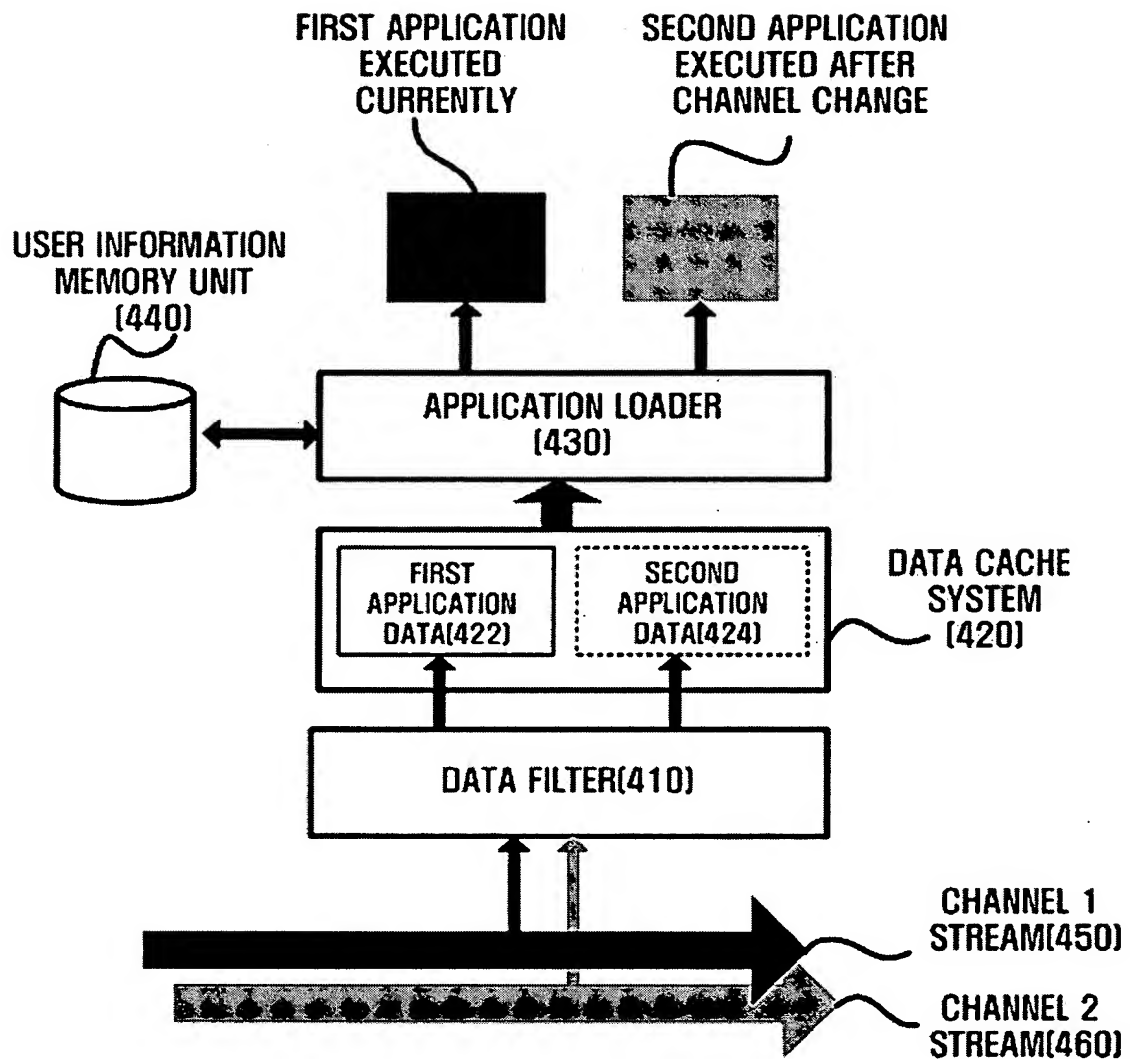 FIRST APPLICATION
EXECUTED
CURRENTLY
SECOND APPLICATION
EXECUTED AFTER
CHANNEL CHANGE
USER INFORMATION
MEMORY UNIT
(440)
APPLICATION LOADER
(430)
FIRST
APPLICATION
DATA(422)
SECOND
APPLICATION
DATA(424)
DATA CACHE
SYSTEM
(420)
DATA FILTER(410)
CHANNEL 1
STREAM(450)
CHANNEL 2
STREAM(460)